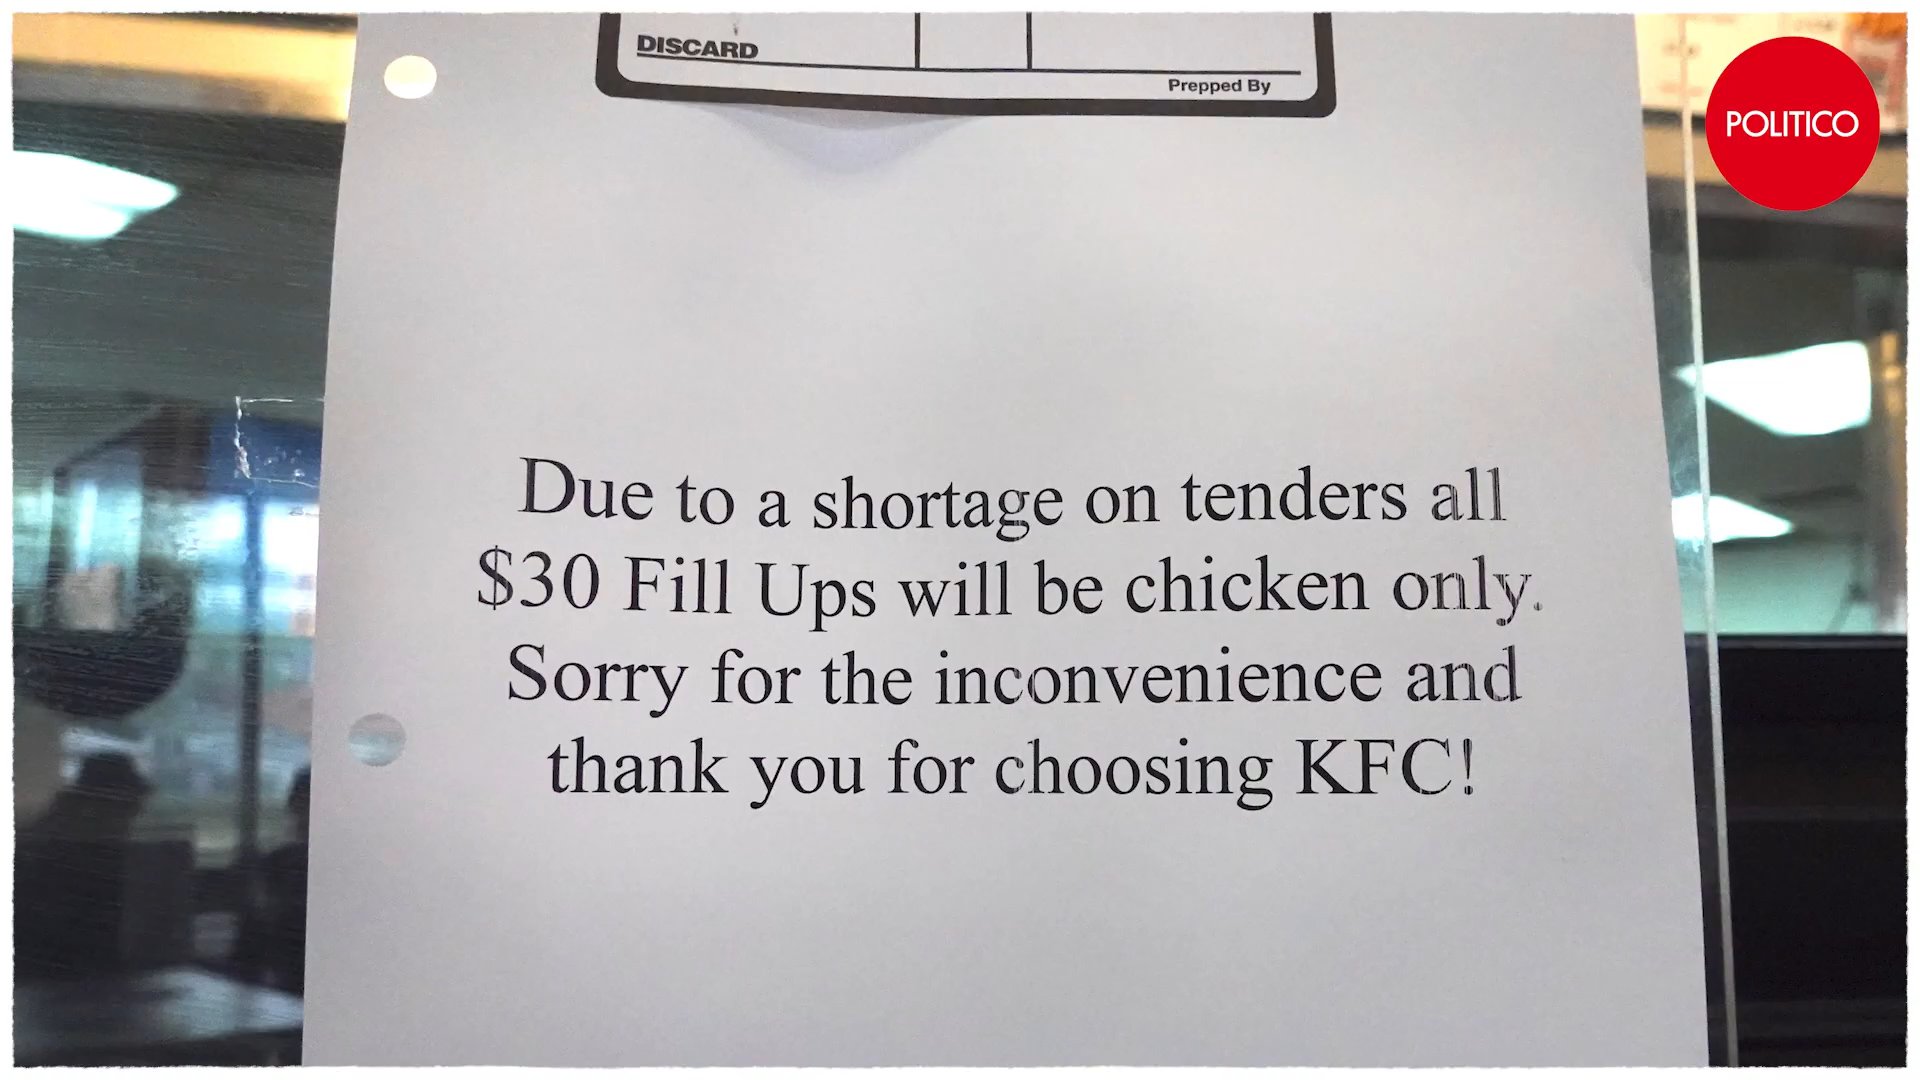 DISCARD
Prepped By
POLITICO
Due to a shortage on tenders all
$30 Fill Ups will be chicken only.
Sorry for the inconvenience and
thank you for choosing KFC!